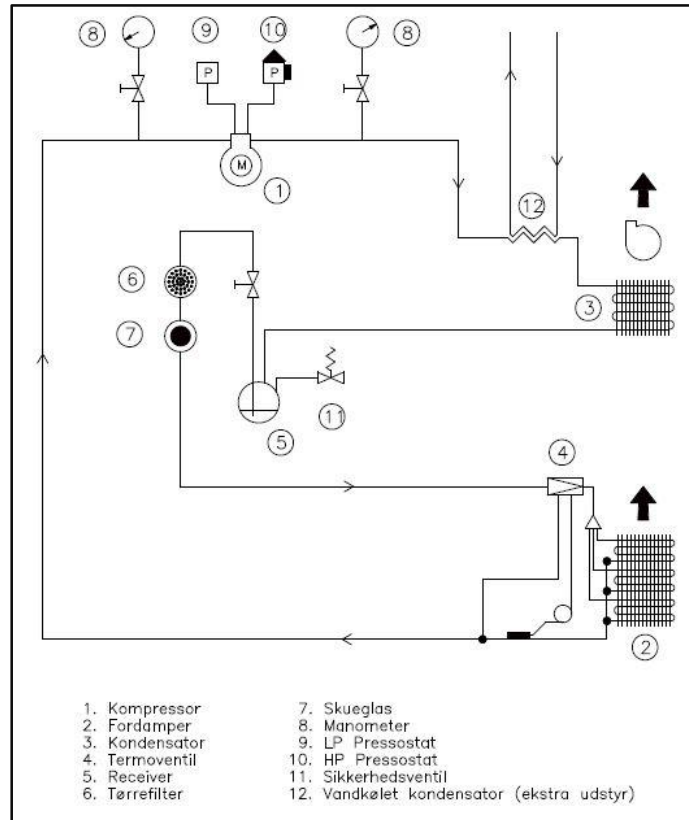 8 9 10 8
P P
M
1
12
6
3
7
5 11
4
2
1. Kompressor
2. Fordamper
3. Kondensator
4. Termoventil
5. Receiver
6. Tørrefilter
7. Skueglas
8. Manometer
9. LP Pressostat
10. HP Pressostat
11. Sikkerhedsventil
12. Vandkølet kondensator (ekstra udstyr)